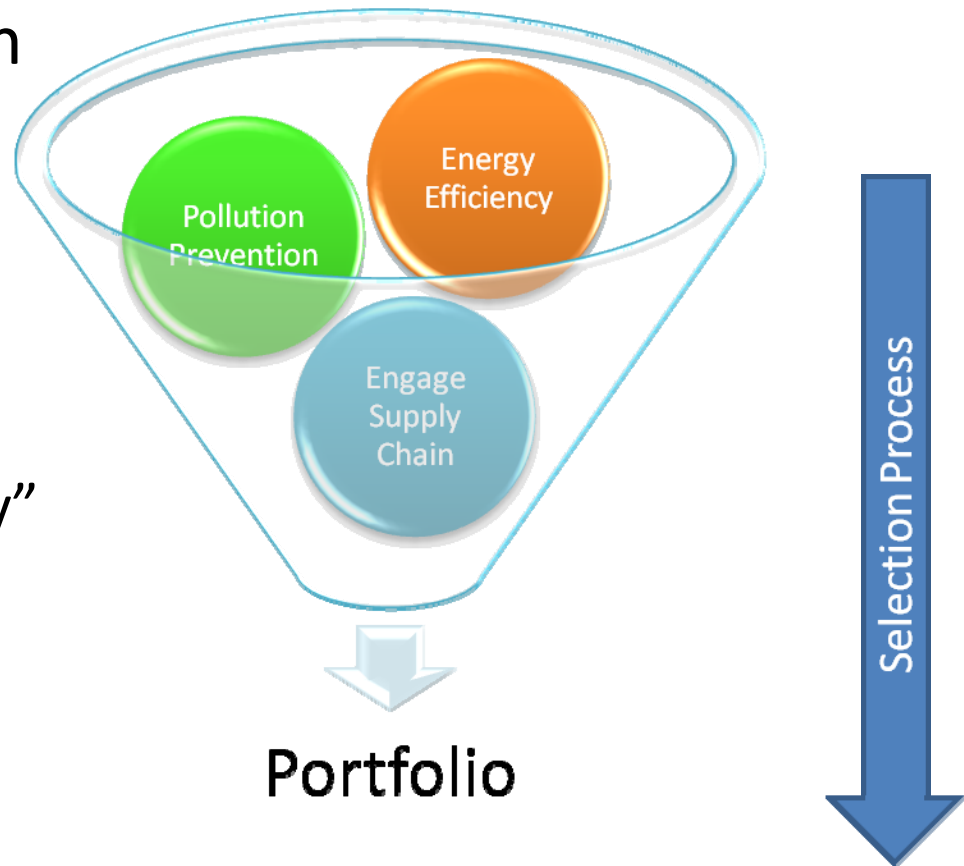 n
Energy
Efficiency
Pollution
Prevention
Engage
Supply
Chain
y”
Portfolio
Selection Process